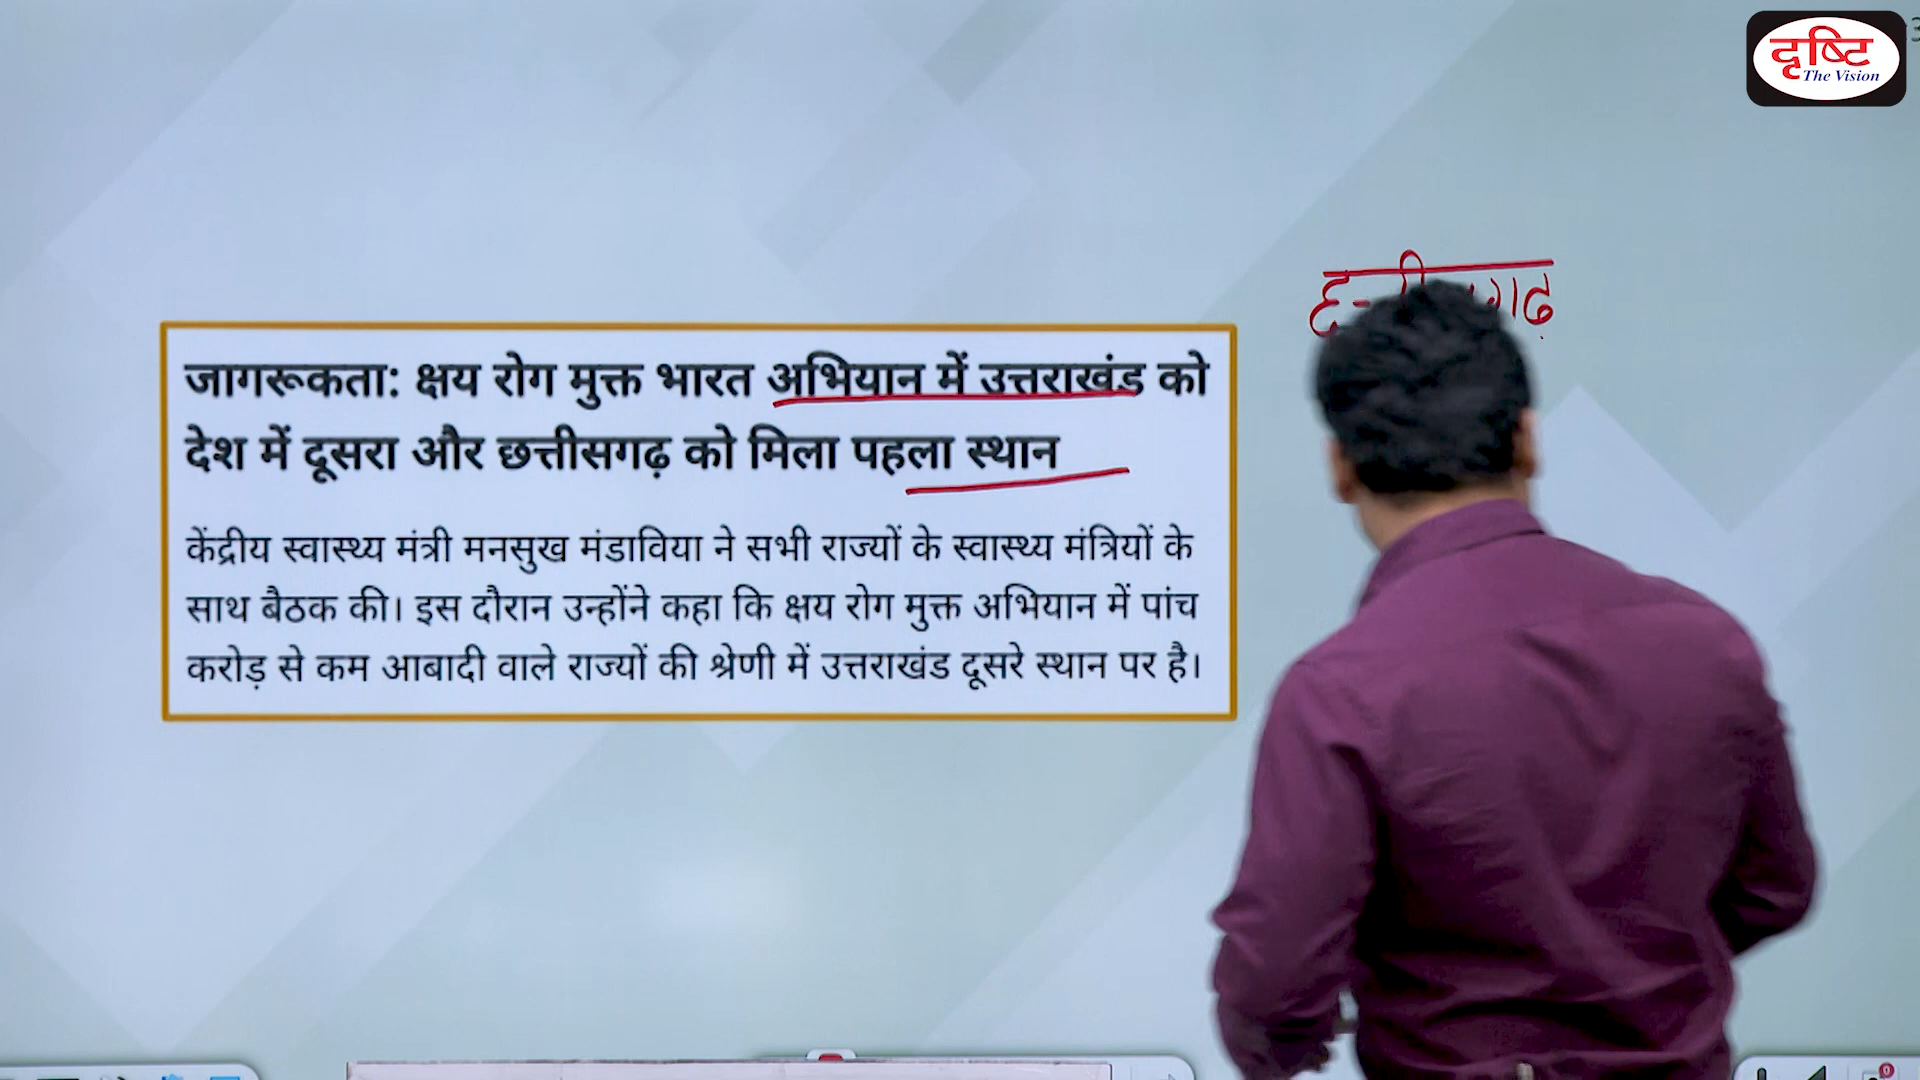 दृष्टि
The Vision
जागरूकता: क्षय रोग मुक्त भारत अभियान में उत्तराखंड को
देश में दूसरा और छत्तीसगढ़ को मिला पहला स्थान
केंद्रीय स्वास्थ्य मंत्री मनसुख मंडाविया ने सभी राज्यों के स्वास्थ्य मंत्रियों के
साथ बैठक की। इस दौरान उन्होंने कहा कि क्षय रोग मुक्त अभियान में पांच
करोड़ से कम आबादी वाले राज्यों की श्रेणी में उत्तराखंड दूसरे स्थान पर है।